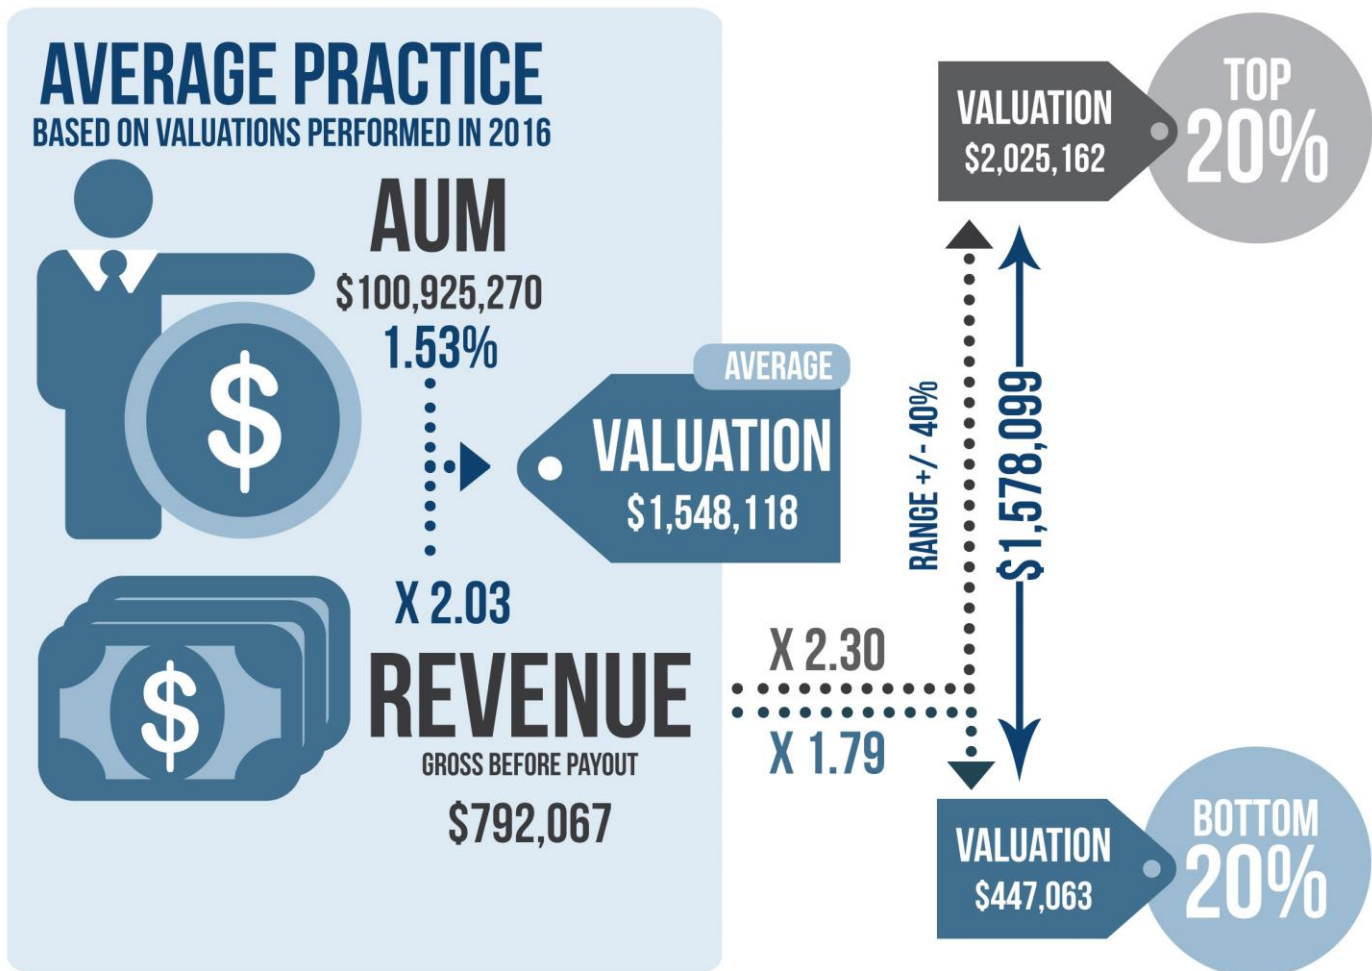 AVERAGE PRACTICE
BASED ON VALUATIONS PERFORMED IN 2016
AUM
$100,925,270
1.53%
AVERAGE
VALUATION
$1,548,118
X 2.03
REVENUE
GROSS BEFORE PAYOUT
$792,067
X 2.30
X 1.79
RANGE +/- 40%
$1,578,099
VALUATION
$2,025,162
TOP
20%
VALUATION
$447,063
BOTTOM
20%
$
$